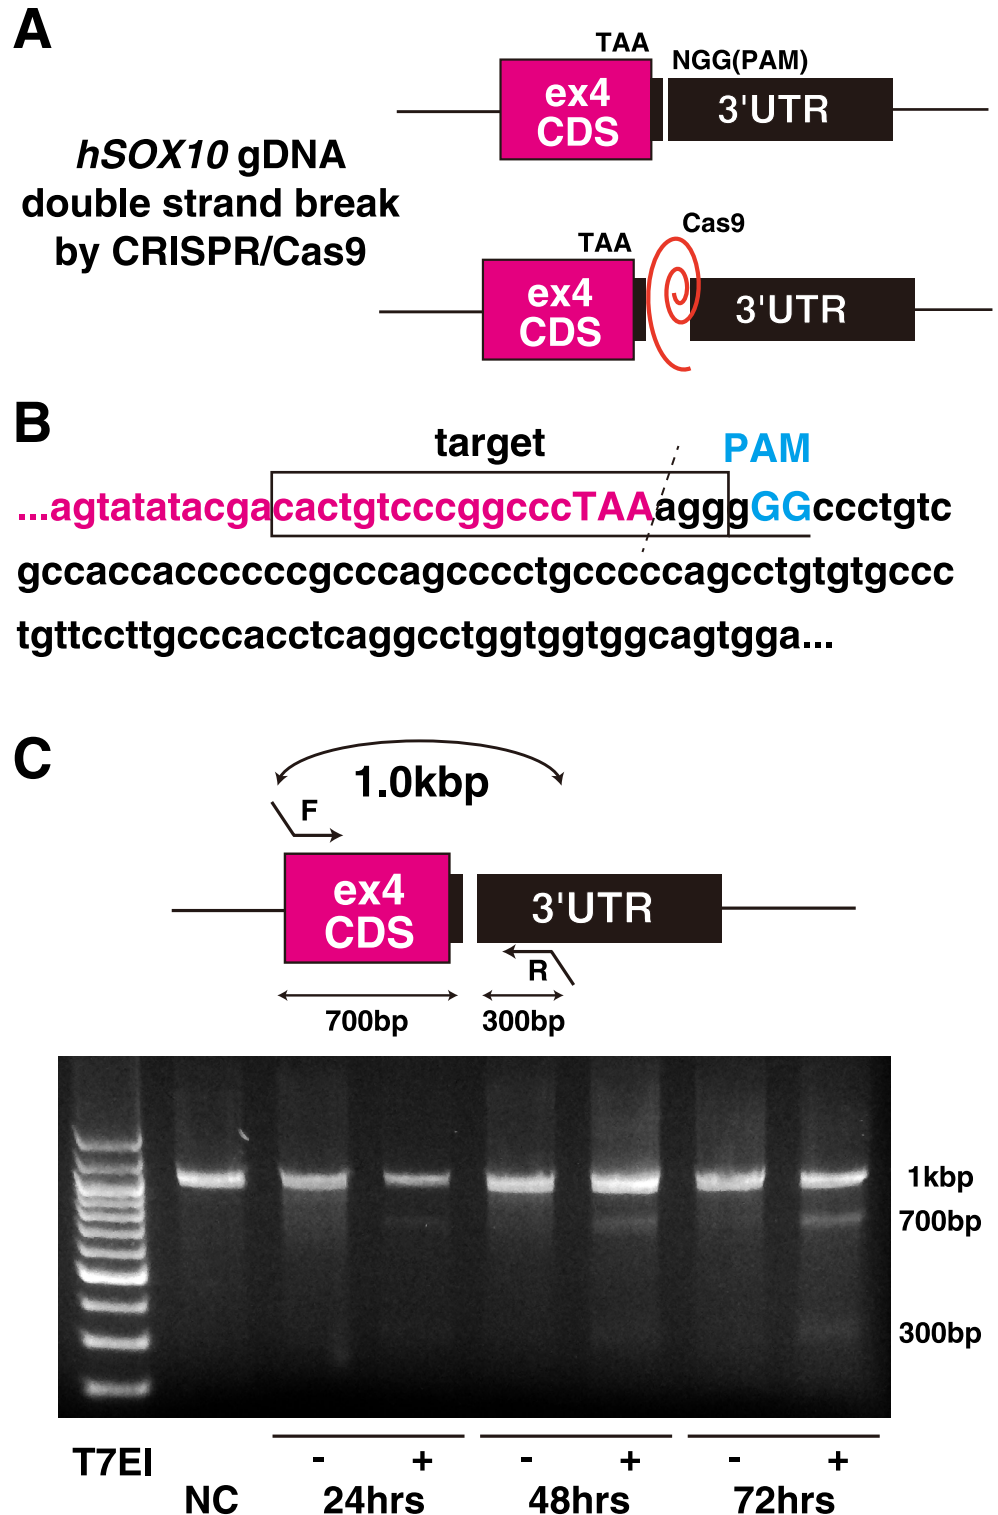 A
TAA
NGG(PAM)
ex4
CDS
3'UTR
hSOX10 gDNA
double strand break
by CRISPR/Cas9
Cas9
TAA
ex4
CDS
3'UTR
B
target
PAM
...agtatatacgacactgtcccggcccTAAagggGGccctgtc
gccaccaccccccgcccagcccctgcccccagcctgtgtgccc
tgttccttgcccacctcaggcctggtggtggcagtgga...
C
1.0kbp
F
ex4
CDS
3'UTR
R
700bp
300bp
1kbp
700bp
300bp
T7EI
- + - + - +
NC 24hrs 48hrs 72hrs